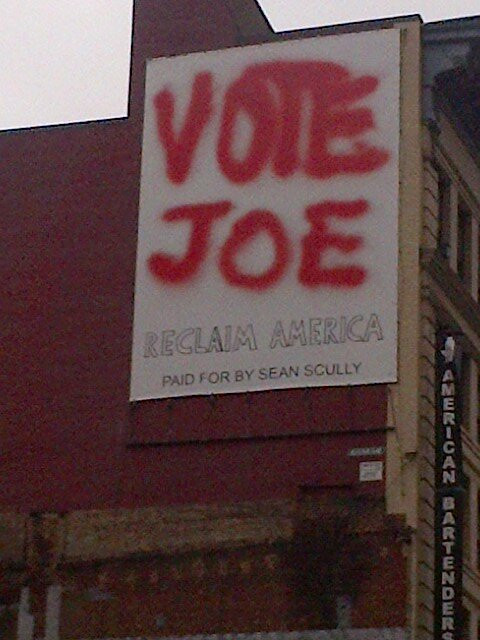 VOTE
JOE
RECLAIM AMERICA
PAID FOR BY SEAN SCULLY
AMERICAN BARTENDERS